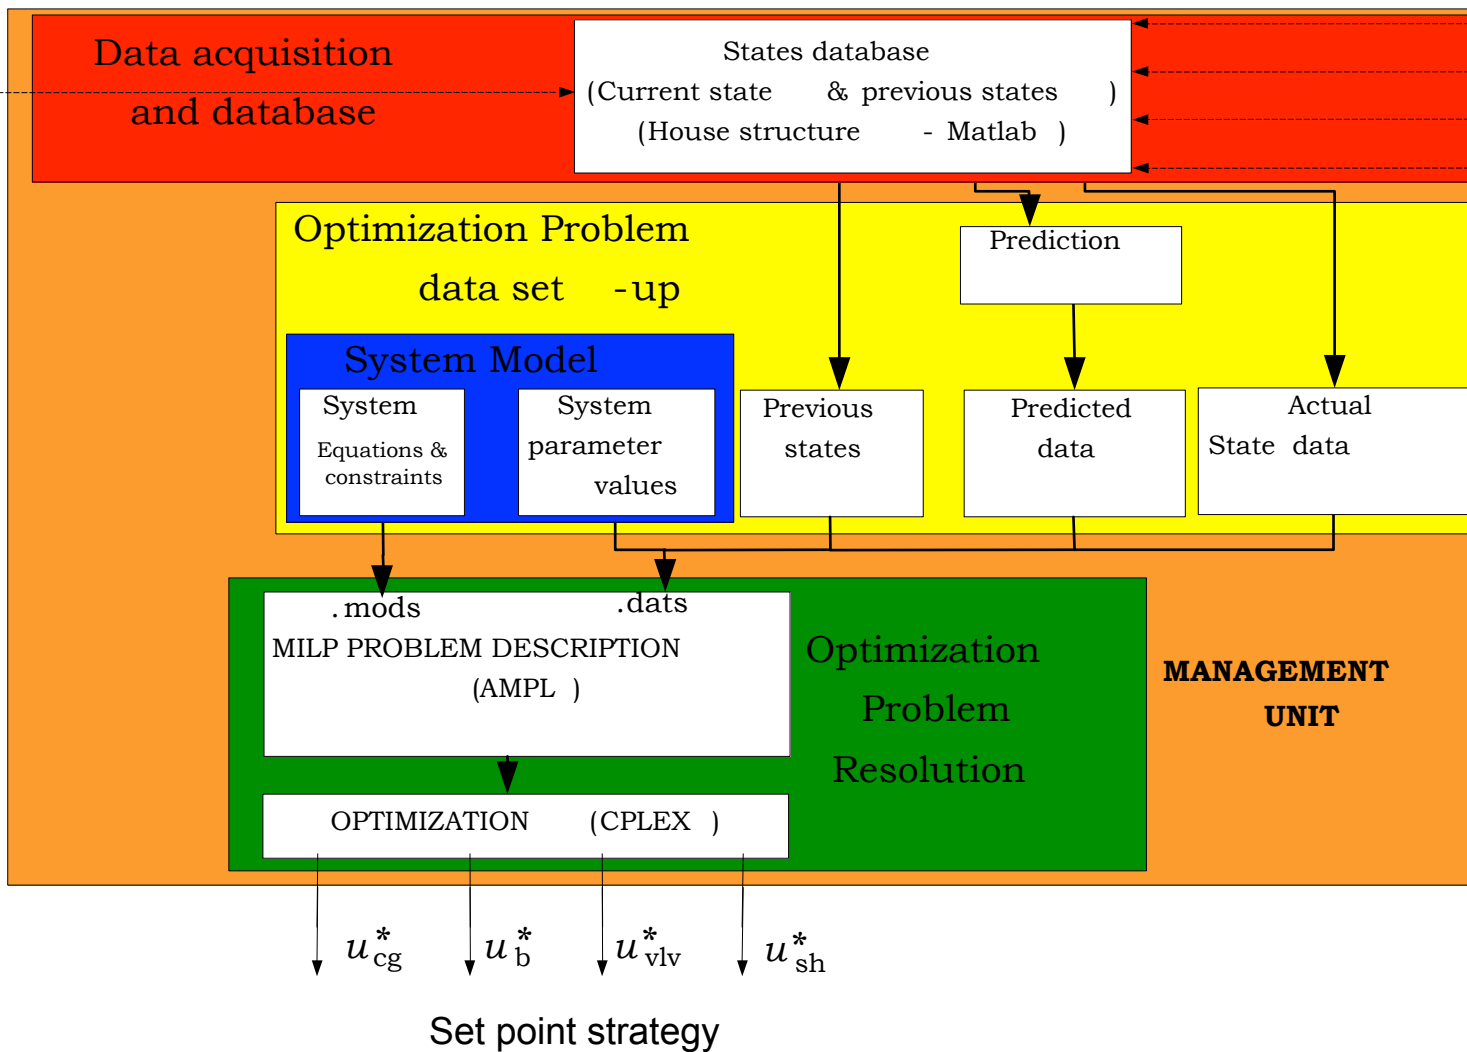 Data acquisition
and database
States database
(Current state & previous states )
(House structure - Matlab )
Optimization Problem
data set -up
Prediction
System Model
System
Equations &
constraints
System
parameter
values
Previous
states
Predicted
data
Actual
State data
.mods
.dats
MILP PROBLEM DESCRIPTION
(AMPL )
Optimization
Problem
Resolution
MANAGEMENT
UNIT
OPTIMIZATION (CPLEX )
u*cg
u*b
u*vlv
u*sh
Set point strategy